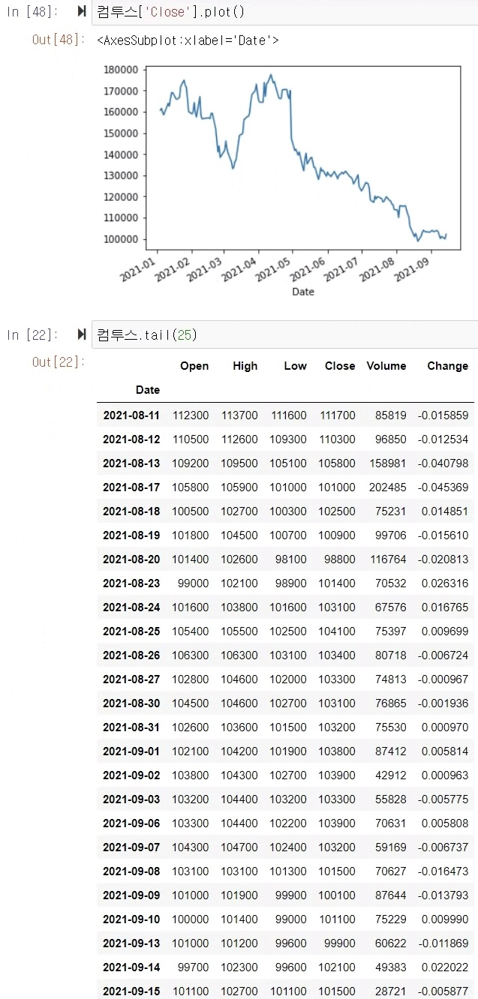 In [48]: 컴투스['Close'].plot()
Out[48]: <AxesSubplot:xlabel='Date'>
180000
170000
160000
150000
140000
130000
120000
110000
100000
2021-01 2021-02 2021-03 2021-04 2021-05 2021-06 2021-07 2021-08 2021-09
Date
In [22]: 컴투스.tail(25)
Out[22]:
Open High Low Close Volume Change
Date
2021-08-11 112300 113700 111600 111700 85819 -0.015859
2021-08-12 110500 112600 109300 110300 96850 -0.012534
2021-08-13 109200 109500 105100 105800 158981 -0.040798
2021-08-17 105800 105900 101000 101000 202485 -0.045369
2021-08-18 100500 102700 100300 102500 75231 0.014851
2021-08-19 101800 104500 100700 100900 99706 -0.015610
2021-08-20 101400 102600 98100 98800 116764 -0.020813
2021-08-23 99000 102100 98900 101400 70532 0.026316
2021-08-24 101600 103800 101600 103100 67576 0.016765
2021-08-25 105400 105500 102500 104100 75397 0.009699
2021-08-26 106300 106300 103100 103400 80718 -0.006724
2021-08-27 102800 104600 102000 103300 74813 -0.000967
2021-08-30 104500 104600 102700 103100 76865 -0.001936
2021-08-31 102600 103600 101500 103200 75530 0.000970
2021-09-01 102100 104200 101900 103800 87412 0.005814
2021-09-02 103800 104300 102700 103900 42912 0.000963
2021-09-03 103200 104400 103200 103300 55828 -0.005775
2021-09-06 103300 104400 102200 103900 70631 0.005808
2021-09-07 104300 104700 102400 103200 59169 -0.006737
2021-09-08 103100 103100 101300 101500 70627 -0.016473
2021-09-09 101000 101900 99900 100100 87644 -0.013793
2021-09-10 100000 101400 99000 101100 75229 0.009990
2021-09-13 101000 101200 99600 99900 60622 -0.011869
2021-09-14 99700 102300 99600 102100 49383 0.022022
2021-09-15 101100 102700 101100 101500 28721 -0.005877